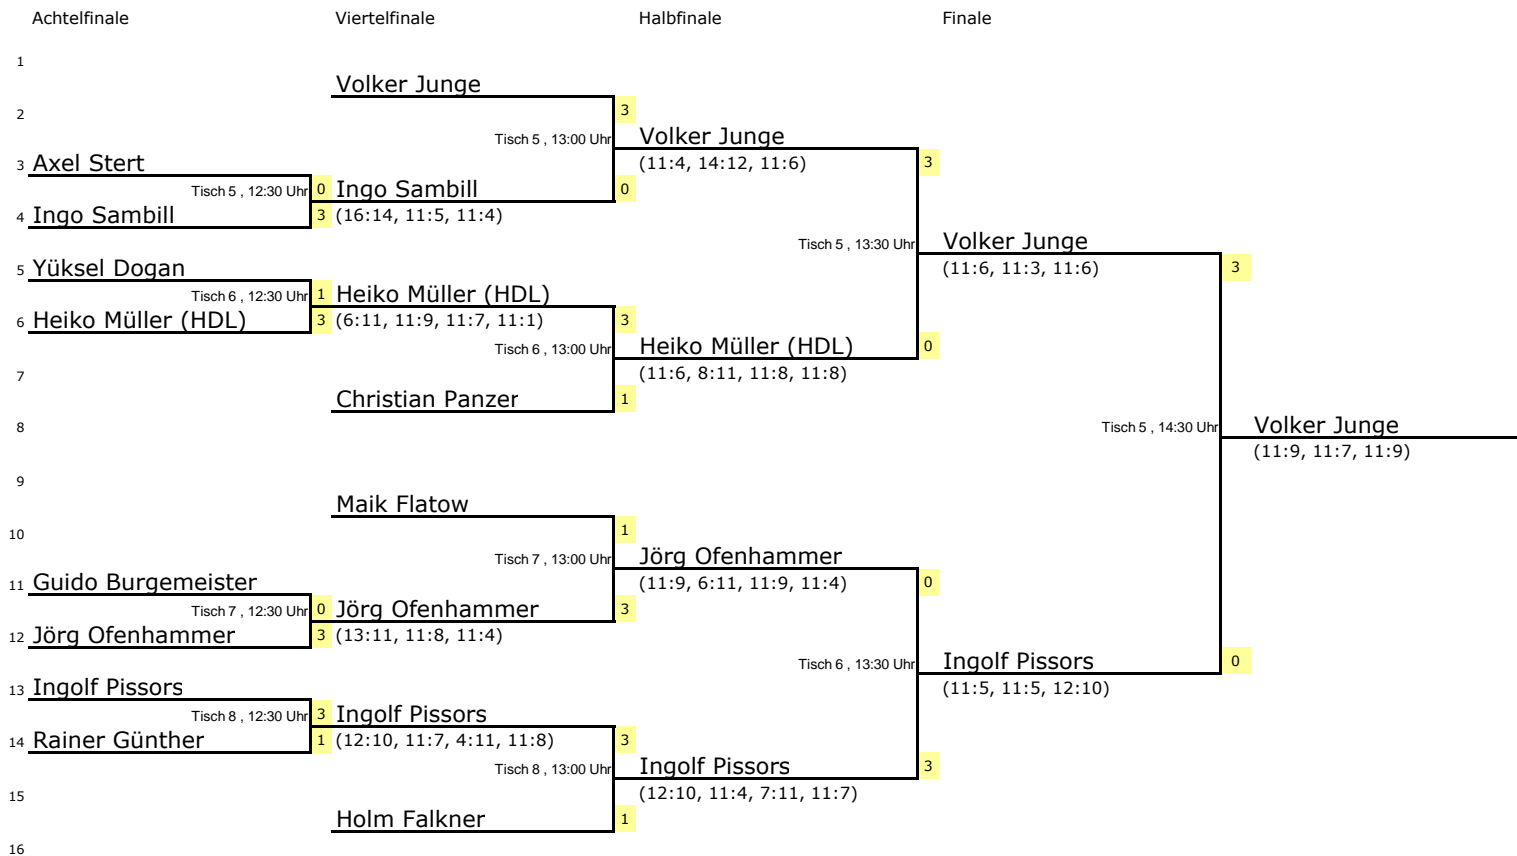 Achtelfinale Viertelfinale Halbfinale Finale
1
Volker Junge
2 3
Tisch 5 , 13:00 Uhr Volker Junge
3 Axel Stert (11:4, 14:12, 11:6) 3
Tisch 5 , 12:30 Uhr 0 Ingo Sambill 0
4 Ingo Sambill 3 (16:14, 11:5, 11:4)
Tisch 5 , 13:30 Uhr Volker Junge
5 Yüksel Dogan (11:6, 11:3, 11:6) 3
Tisch 6 , 12:30 Uhr 1 Heiko Müller (HDL)
6 Heiko Müller (HDL) 3 (6:11, 11:9, 11:7, 11:1) 3
Tisch 6 , 13:00 Uhr Heiko Müller (HDL) 0
7 (11:6, 8:11, 11:8, 11:8)
Christian Panzer 1
8 Tisch 5 , 14:30 Uhr Volker Junge
(11:9, 11:7, 11:9)
9
Maik Flatow
10 1
Tisch 7 , 13:00 Uhr Jörg Ofenhammer
11 Guido Burgemeister (11:9, 6:11, 11:9, 11:4) 0
Tisch 7 , 12:30 Uhr 0 Jörg Ofenhammer 3
12 Jörg Ofenhammer 3 (13:11, 11:8, 11:4)
Tisch 6 , 13:30 Uhr Ingolf Pissors 0
13 Ingolf Pissors (11:5, 11:5, 12:10)
Tisch 8 , 12:30 Uhr 3 Ingolf Pissors
14 Rainer Günther 1 (12:10, 11:7, 4:11, 11:8) 3
Tisch 8 , 13:00 Uhr Ingolf Pissors 3
15 (12:10, 11:4, 7:11, 11:7)
Holm Falkner 1
16